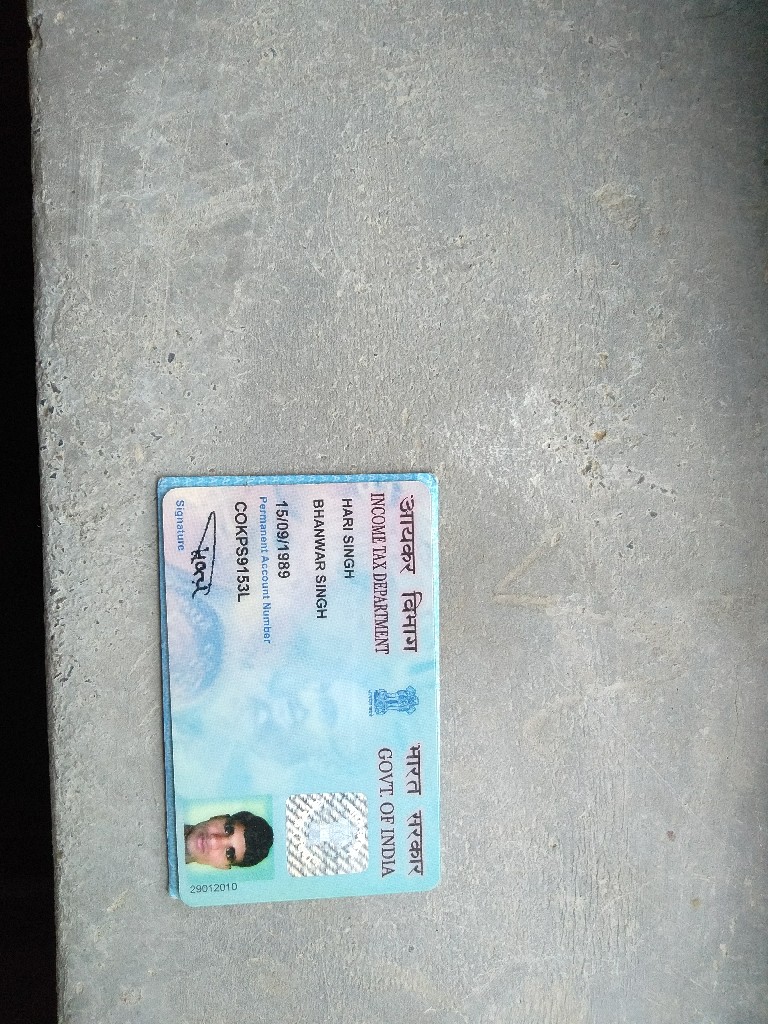 आयकर विभाग
INCOME TAX DEPARTMENT
भारत सरकार
GOVT. OF INDIA
HARI SINGH
BHANWAR SINGH
15/09/1989
Permanent Account Number
COKPS9153L
Signature
29012010